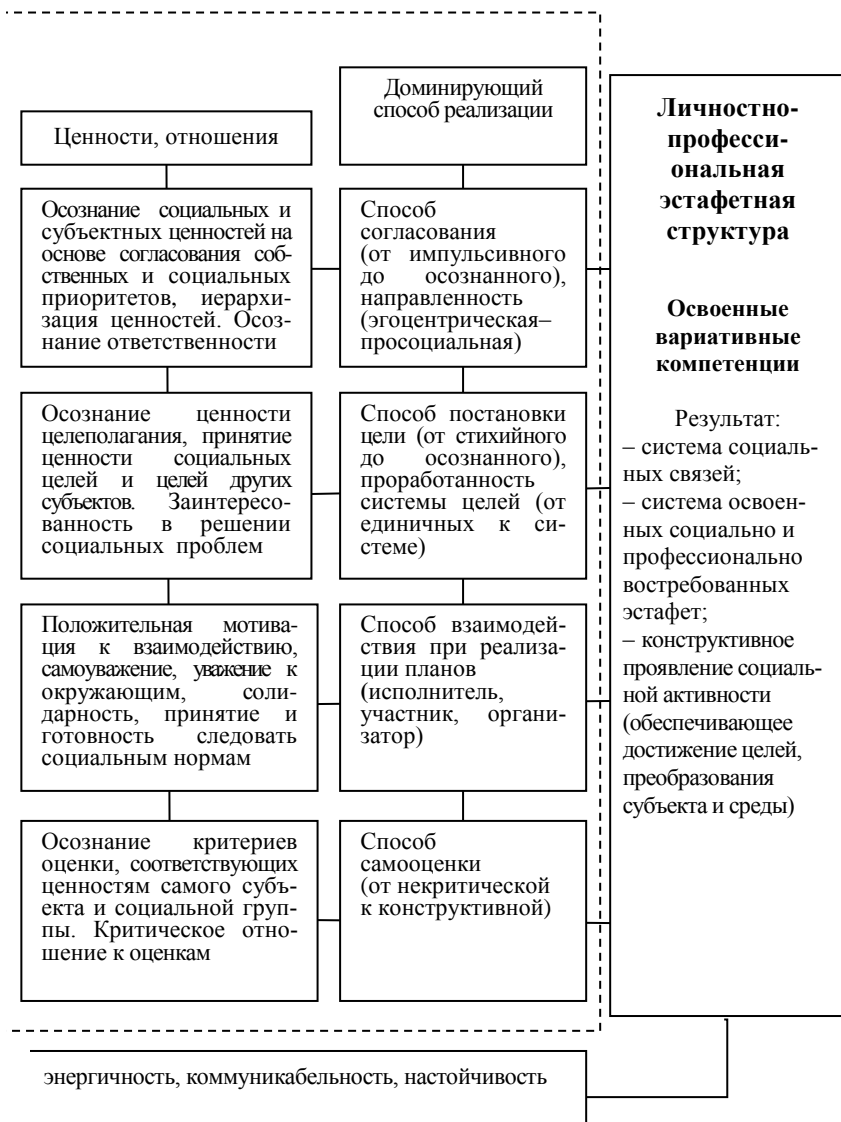 Ценности, отношения
Доминирующий
способ реализации
Осознание социальных и
субъектных ценностей на
основе согласования соб-
ственных и социальных
приоритетов, иерархи-
зация ценностей. Осоз-
нание ответственности
Способ
согласования
(от импульсивного
до осознанного),
направленность
(эгоцентрическая–
просоциальная)
Осознание ценности
целеполагания, принятие
ценности социальных
целей и целей других
субъектов. Заинтересо-
ванность в решении
социальных проблем
Способ постановки
цели (от стихийного
до осознанного),
проработанность
системы целей (от
единичных к си-
стеме)
Положительная мотива-
ция к взаимодействию,
самоуважение, уважение к
окружающим, соли-
дарность, принятие и
готовность следовать
социальным нормам
Способ взаимодей-
ствия при реализа-
ции планов
(исполнитель,
участник, органи-
затор)
Осознание критериев
оценки, соответствующих
ценностям самого субъ-
екта и социальной груп-
пы. Критическое отно-
шение к оценкам
Способ
самооценки
(от некритической
к конструктивной)
Личностно-
професси-
ональная
эстафетная
структура
Освоенные
вариативные
компетенции
Результат:
– система социаль-
ных связей;
– система освоен-
ных социально и
профессионально
востребованных
эстафет;
– конструктивное
проявление социаль-
ной активности
(обеспечивающее
достижение целей,
преобразования
субъекта и среды)
энергичность, коммуникабельность, настойчивость